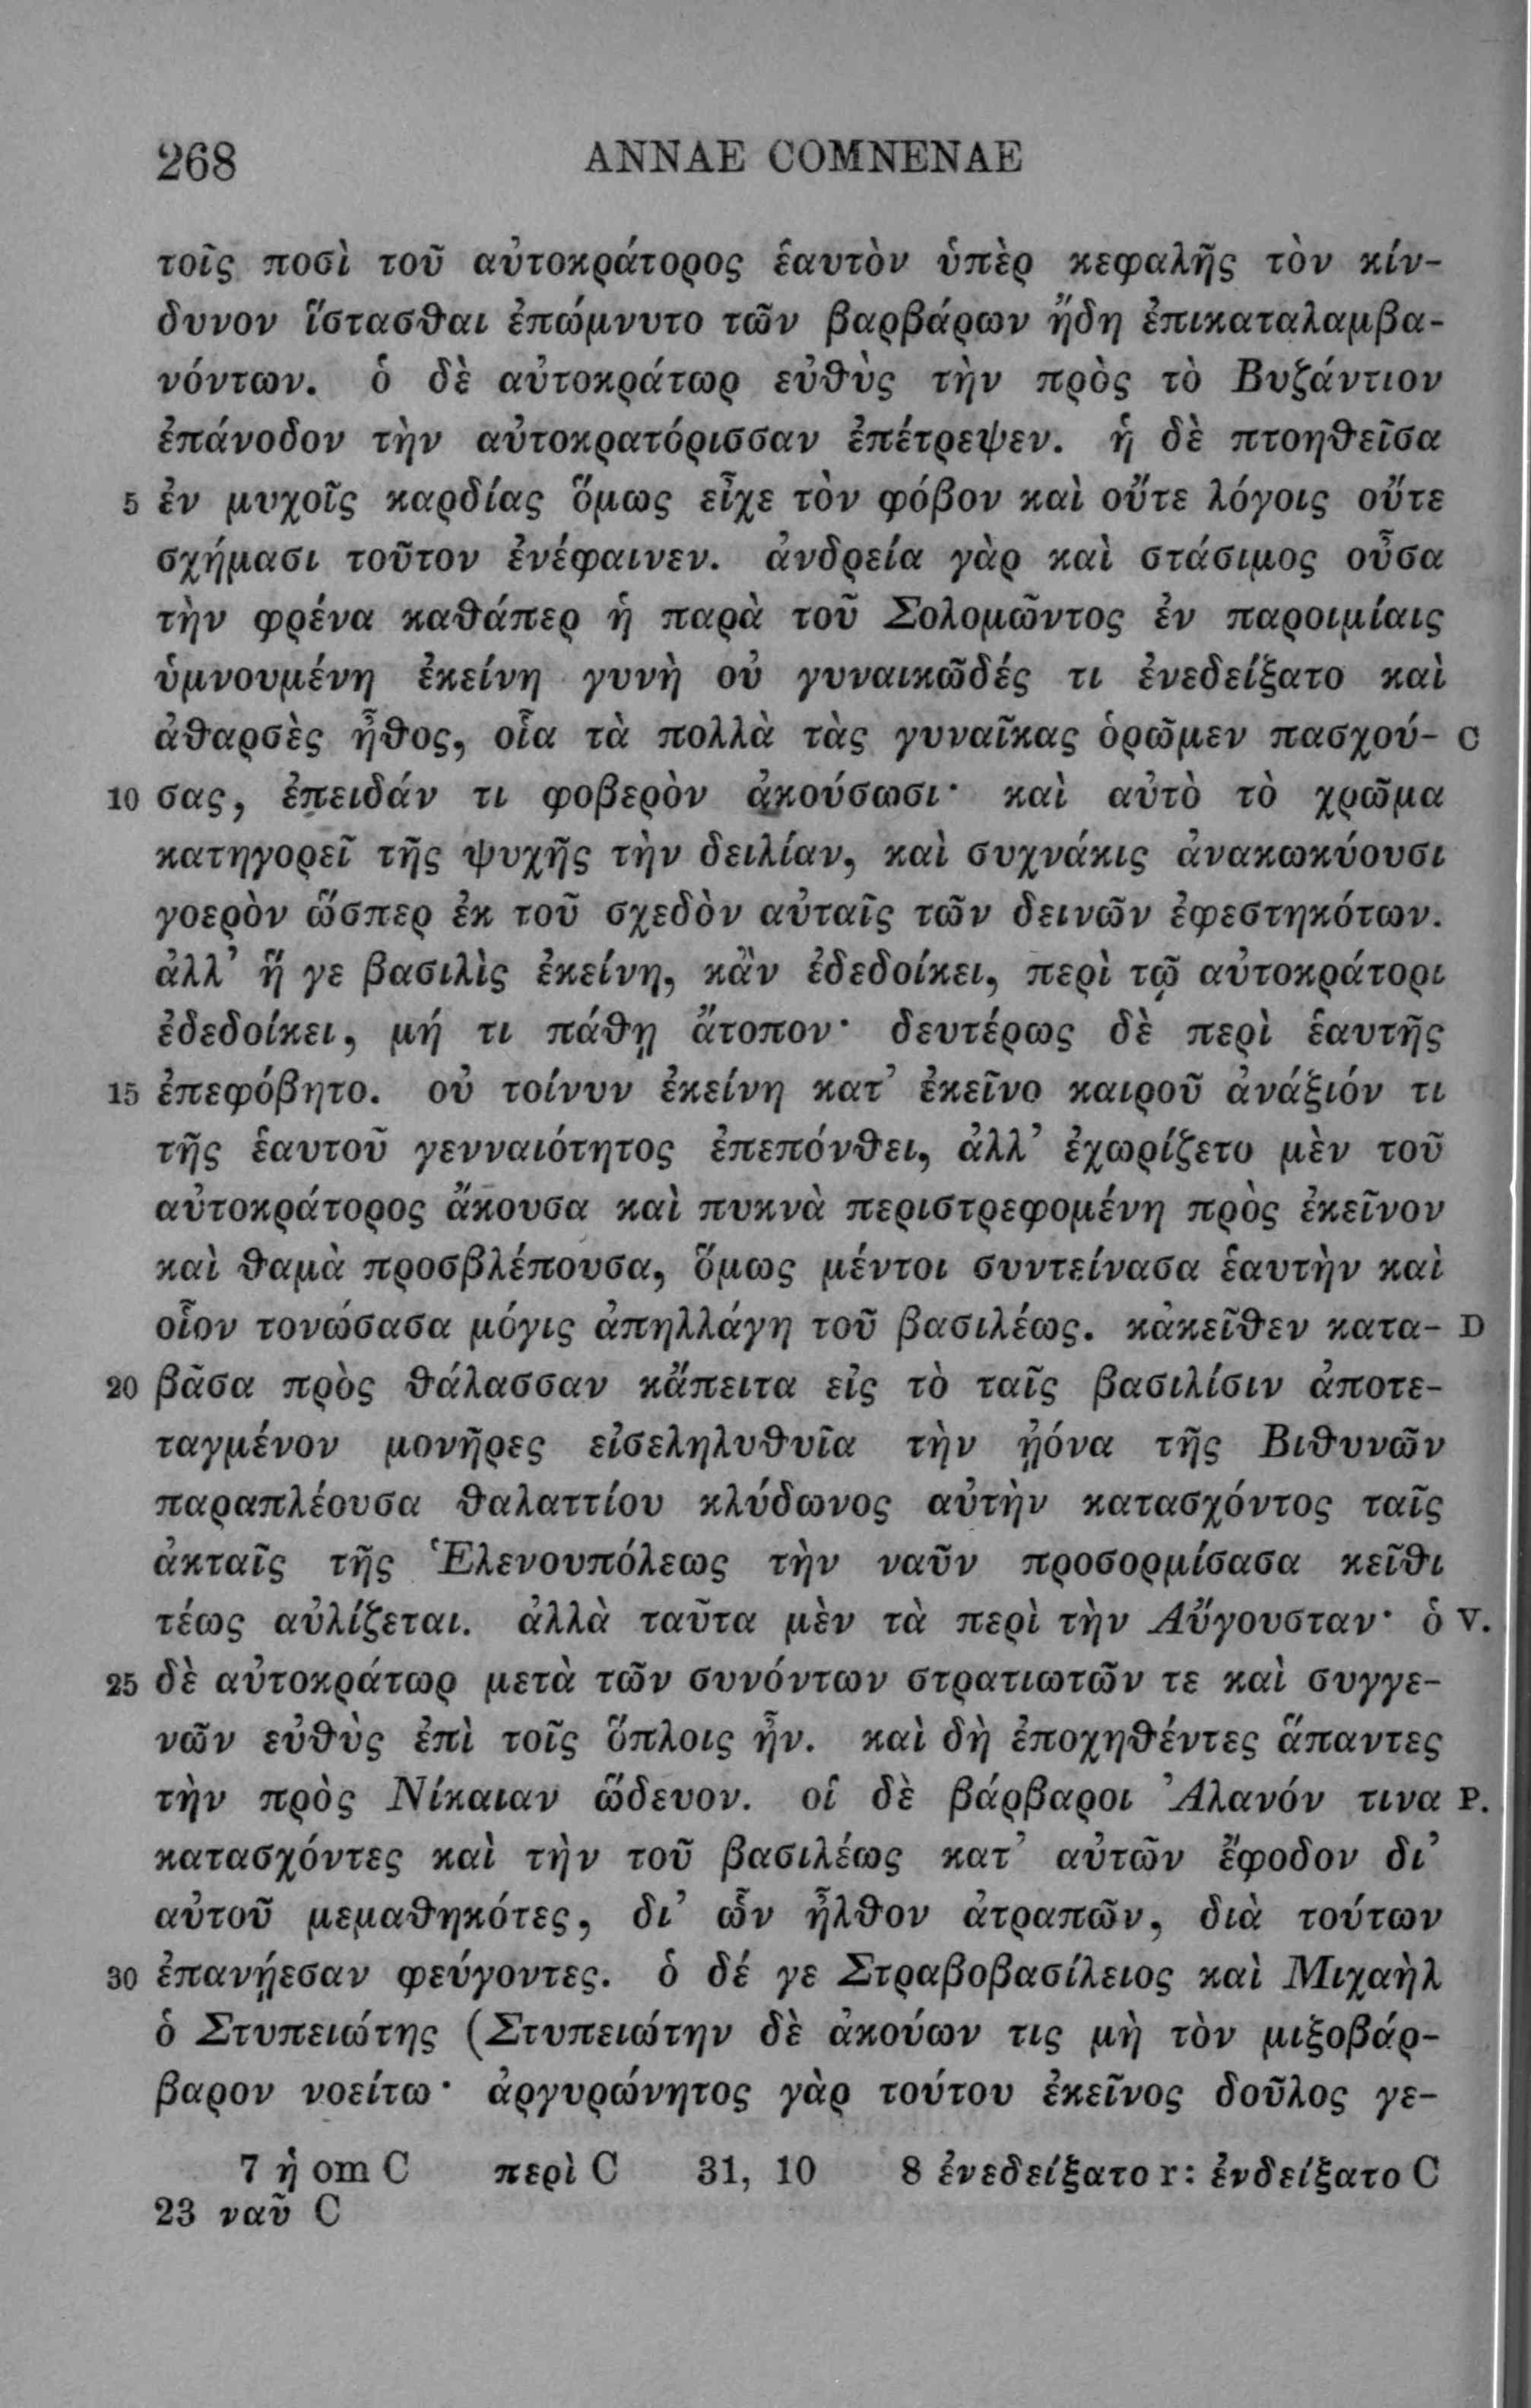 268 ANNAE COMNENAE
τοῖς ποσὶ τοῦ αὐτοκράτορος ἑαυτὸν ὑπὲρ κεφαλῆς τὸν κίν-
δυνον ἵστασθαι ἐπώμνυτο τῶν βαρβάρων ἤδη ἐπικαταλαμβα-
νόντων. ὁ δὲ αὐτοκράτωρ εὐθὺς τὴν πρὸς τὸ Βυζάντιον
ἐπάνοδον τὴν αὐτοκρατόρισσαν ἐπέτρεψεν. ἡ δὲ πτοηθεῖσα
5 ἐν μυχοῖς καρδίας ὅμως εἶχε τὸν φόβον καὶ οὔτε λόγοις οὔτε
σχήμασι τοῦτον ἐνέφαινεν. ἀνδρεία γὰρ καὶ στάσιμος οὖσα
τὴν φρένα καθάπερ ἡ παρὰ τοῦ Σολομῶντος ἐν παροιμίαις
ὑμνουμένη ἐκείνη γυνὴ οὐ γυναικῶδές τι ἐνεδείξατο καὶ
ἀθαρσὲς ἦθος, οἷα τὰ πολλὰ τὰς γυναῖκας ὁρῶμεν πασχού- C
10 σας, ἐπειδάν τι φοβερὸν ἀκούσωσι· καὶ αὐτὸ τὸ χρῶμα
κατηγορεῖ τῆς ψυχῆς τὴν δειλίαν, καὶ συχνάκις ἀνακωκύουσι
γοερὸν ὥσπερ ἐκ τοῦ σχεδὸν αὐταῖς τῶν δεινῶν ἐφεστηκότων.
ἀλλ’ ἥ γε βασιλὶς ἐκείνη, κἂν ἐδεδοίκει, περὶ τῷ αὐτοκράτορι
ἐδεδοίκει, μή τι πάθῃ ἄτοπον· δευτέρως δὲ περὶ ἑαυτῆς
15 ἐπεφόβητο. οὐ τοίνυν ἐκείνη κατ’ ἐκεῖνο καιροῦ ἀνάξιόν τι
τῆς ἑαυτοῦ γενναιότητος ἐπεπόνθει, ἀλλ’ ἐχωρίζετο μὲν τοῦ
αὐτοκράτορος ἄκουσα καὶ πυκνὰ περιστρεφομένη πρὸς ἐκεῖνον
καὶ θαμὰ προσβλέπουσα, ὅμως μέντοι συντείνασα ἑαυτὴν καὶ
οἷον τονώσασα μόγις ἀπηλλάγη τοῦ βασιλέως. κἀκεῖθεν κατα- D
20 βᾶσα πρὸς θάλασσαν κἄπειτα εἰς τὸ ταῖς βασιλίσιν ἀποτε-
ταγμένον μονῆρες εἰσεληλυθυῖα τὴν ᾐόνα τῆς Βιθυνῶν
παραπλέουσα θαλαττίου κλύδωνος αὐτὴν κατασχόντος ταῖς
ἀκταῖς τῆς Ἑλενουπόλεως τὴν ναῦν προσορμίσασα κεῖθι
τέως αὐλίζεται. ἀλλὰ ταῦτα μὲν τὰ περὶ τὴν Αὔγουσταν· ὁ V.
25 δὲ αὐτοκράτωρ μετὰ τῶν συνόντων στρατιωτῶν τε καὶ συγγε-
νῶν εὐθὺς ἐπὶ τοῖς ὅπλοις ἦν. καὶ δὴ ἐποχηθέντες ἅπαντες
τὴν πρὸς Νίκαιαν ὥδευον. οἱ δὲ βάρβαροι Ἀλανόν τινα P.
κατασχόντες καὶ τὴν τοῦ βασιλέως κατ’ αὐτῶν ἔφοδον δι’
αὐτοῦ μεμαθηκότες, δι’ ὧν ἦλθον ἀτραπῶν, διὰ τούτων
30 ἐπανῄεσαν φεύγοντες. ὁ δέ γε Στραβοβασίλειος καὶ Μιχαὴλ
ὁ Στυπειώτης (Στυπειώτην δὲ ἀκούων τις μὴ τὸν μιξοβάρ-
βαρον νοείτω· ἀργυρώνητος γὰρ τούτου ἐκεῖνος δοῦλος γε-
7 ἡ om C περὶ C 31, 10 8 ἐνεδείξατο r: ἐνδείξατο C
23 ναῦ C